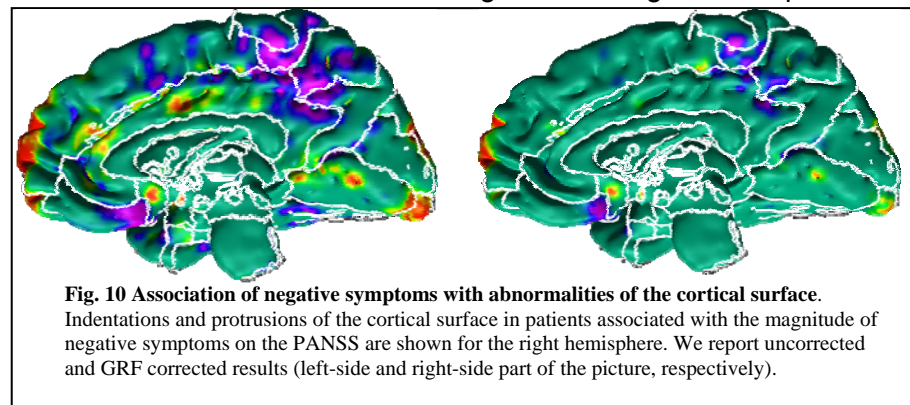 Fig. 10 Association of negative symptoms with abnormalities of the cortical surface.
Indentations and protrusions of the cortical surface in patients associated with the magnitude of
negative symptoms on the PANSS are shown for the right hemisphere. We report uncorrected
and GRF corrected results (left-side and right-side part of the picture, respectively).